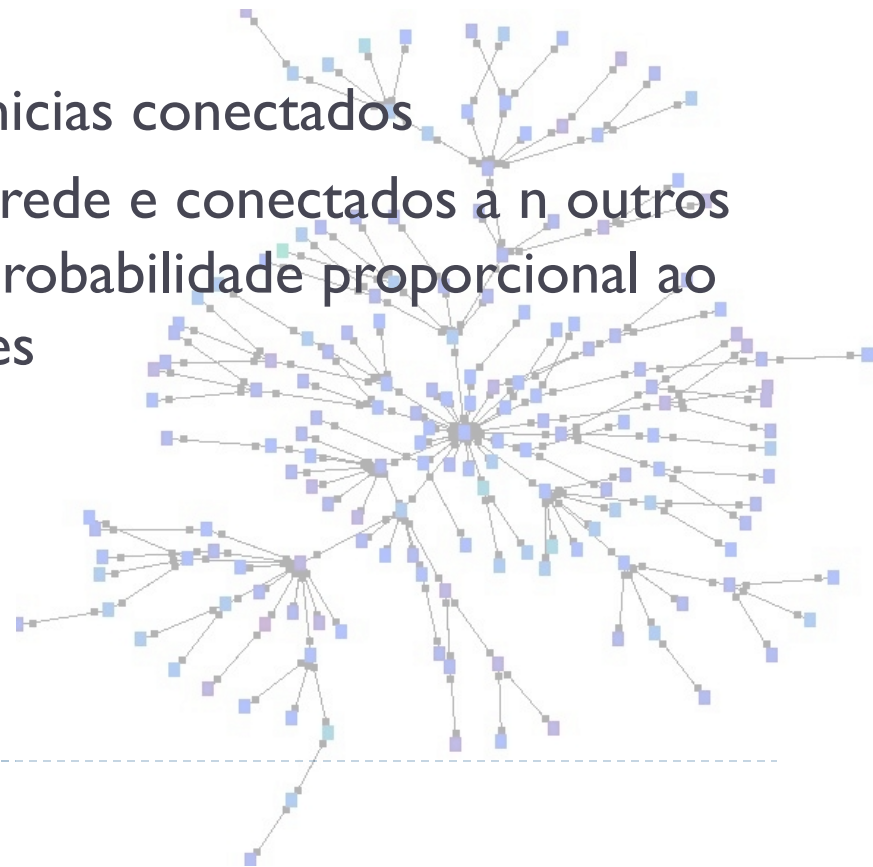 nicias conectados
rede e conectados a n outros
robabilidade proporcional ao
es